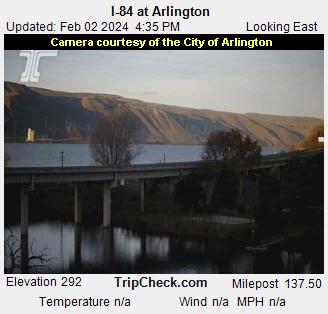 I-84 at Arlington
Updated: Feb 02 2024 4:35 PM Looking East
Camera courtesy of the City of Arlington
Elevation 292 TripCheck.com Milepost 137.50
Temperature n/a Wind n/a MPH n/a